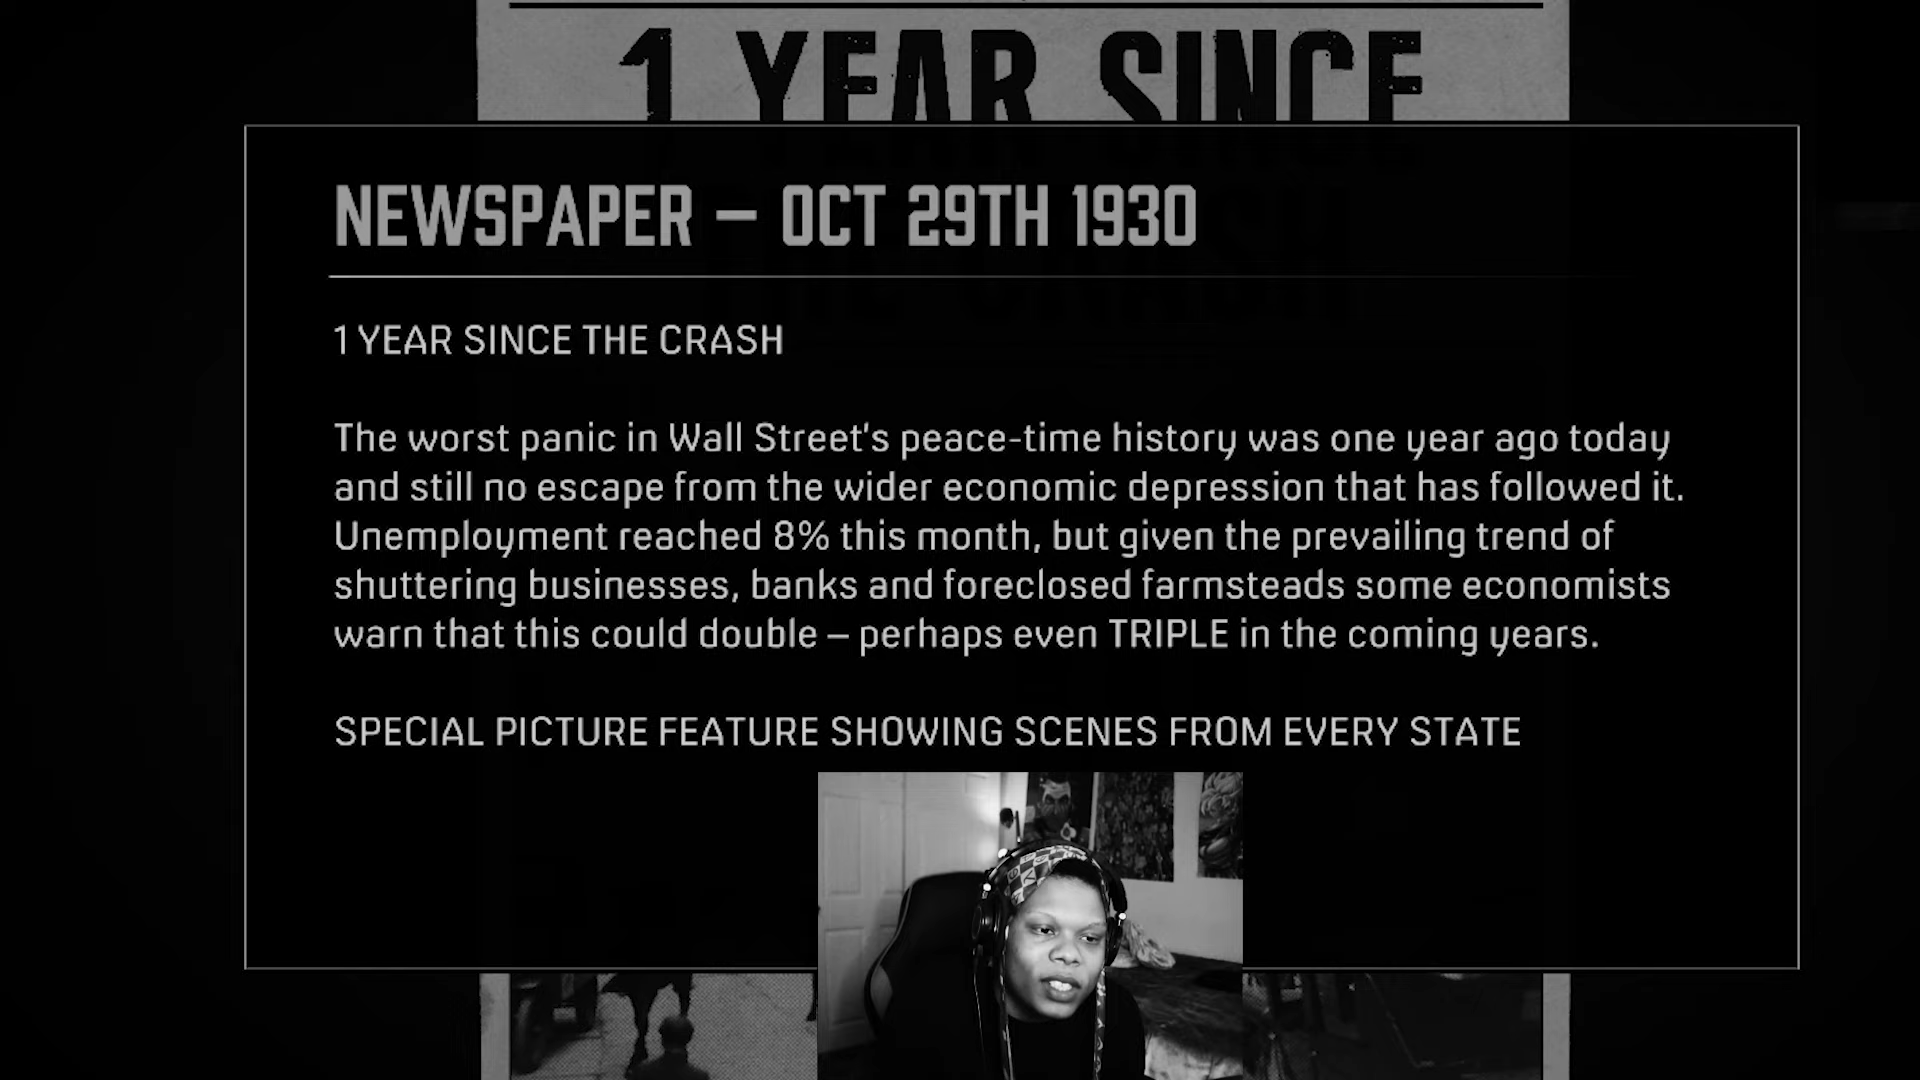 1 YEAR SINCE
NEWSPAPER – OCT 29TH 1930
1 YEAR SINCE THE CRASH
The worst panic in Wall Street's peace-time history was one year ago today
and still no escape from the wider economic depression that has followed it.
Unemployment reached 8% this month, but given the prevailing trend of
shuttering businesses, banks and foreclosed farmsteads some economists
warn that this could double – perhaps even TRIPLE in the coming years.
SPECIAL PICTURE FEATURE SHOWING SCENES FROM EVERY STATE